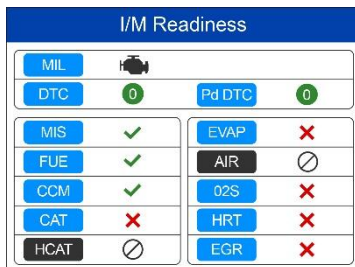 I/M Readiness
MIL
DTC 0 Pd DTC 0
MIS EVAP
FUE AIR
CCM 02S
CAT HRT
HCAT EGR